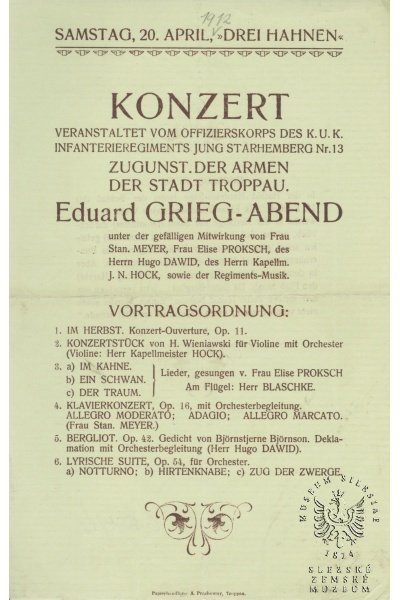 1912
SAMSTAG, 20. APRIL, »DREI HAHNEN«
KONZERT
VERANSTALTET VOM OFFIZIERSKORPS DES K. U. K.
INFANTERIEREGIMENTS JUNG STARHEMBERG Nr. 13
ZUGUNST. DER ARMEN
DER STADT TROPPAU.
Eduard GRIEG-ABEND
unter der gefälligen Mitwirkung von Frau
Stan. MEYER, Frau Elise PROKSCH, des
Herrn Hugo DAWID, des Herrn Kapellm.
J. N. HOCK, sowie der Regiments-Musik.
VORTRAGSORDNUNG:
1. IM HERBST. Konzert-Ouverture, Op. 11.
2. KONZERTSTÜCK von H. Wieniawski für Violine mit Orchester
(Violine: Herr Kapellmeister HOCK).
3. a) IM KAHNE.
b) EIN SCHWAN.
c) DER TRAUM.
Lieder, gesungen v. Frau Elise PROKSCH
Am Flügel: Herr BLASCHKE.
4. KLAVIERKONZERT, Op. 16, mit Orchesterbegleitung.
ALLEGRO MODERATO; ADAGIO; ALLEGRO MARCATO.
(Frau Stan. MEYER.)
5. BERGLIOT. Op. 42. Gedicht von Björnstjerne Björnson. Dekla-
mation mit Orchesterbegleitung (Herr Hugo DAWID).
6. LYRISCHE SUITE, Op. 54, für Orchester.
a) NOTTURNO; b) HIRTENKNABE; c) ZUG DER ZWERGE.
MUSEUM SILESIAE
1814
SLEZSKÉ
ZEMSKÉ
MUZEUM
A. Troppau.